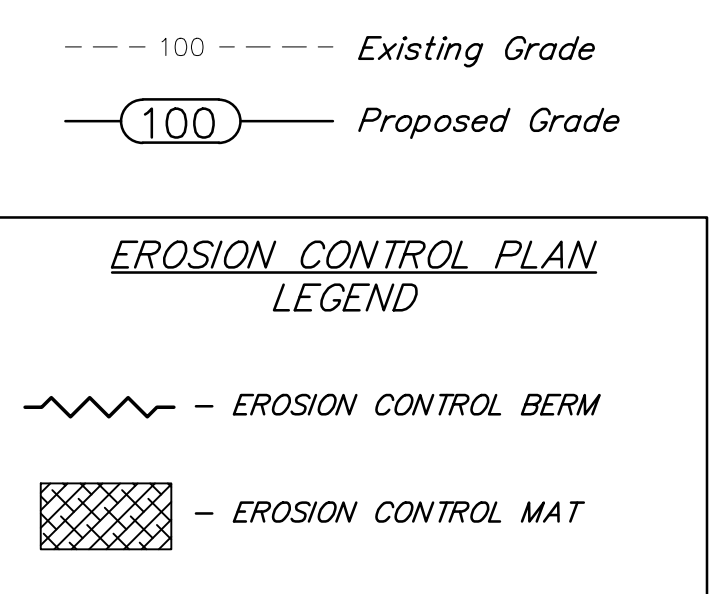 100 Existing Grade
100 Proposed Grade
EROSION CONTROL PLAN
LEGEND
– EROSION CONTROL BERM
– EROSION CONTROL MAT